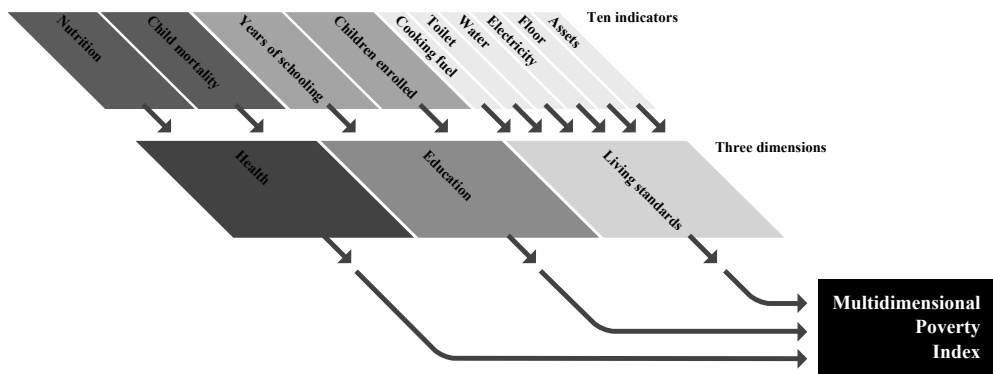 Ten indicators
Nutrition
Child mortality
Years of schooling
Children enrolled
Cooking fuel
Toilet
Water
Electricity
Floor
Assets
Three dimensions
Health
Education
Living standards
Multidimensional
Poverty
Index